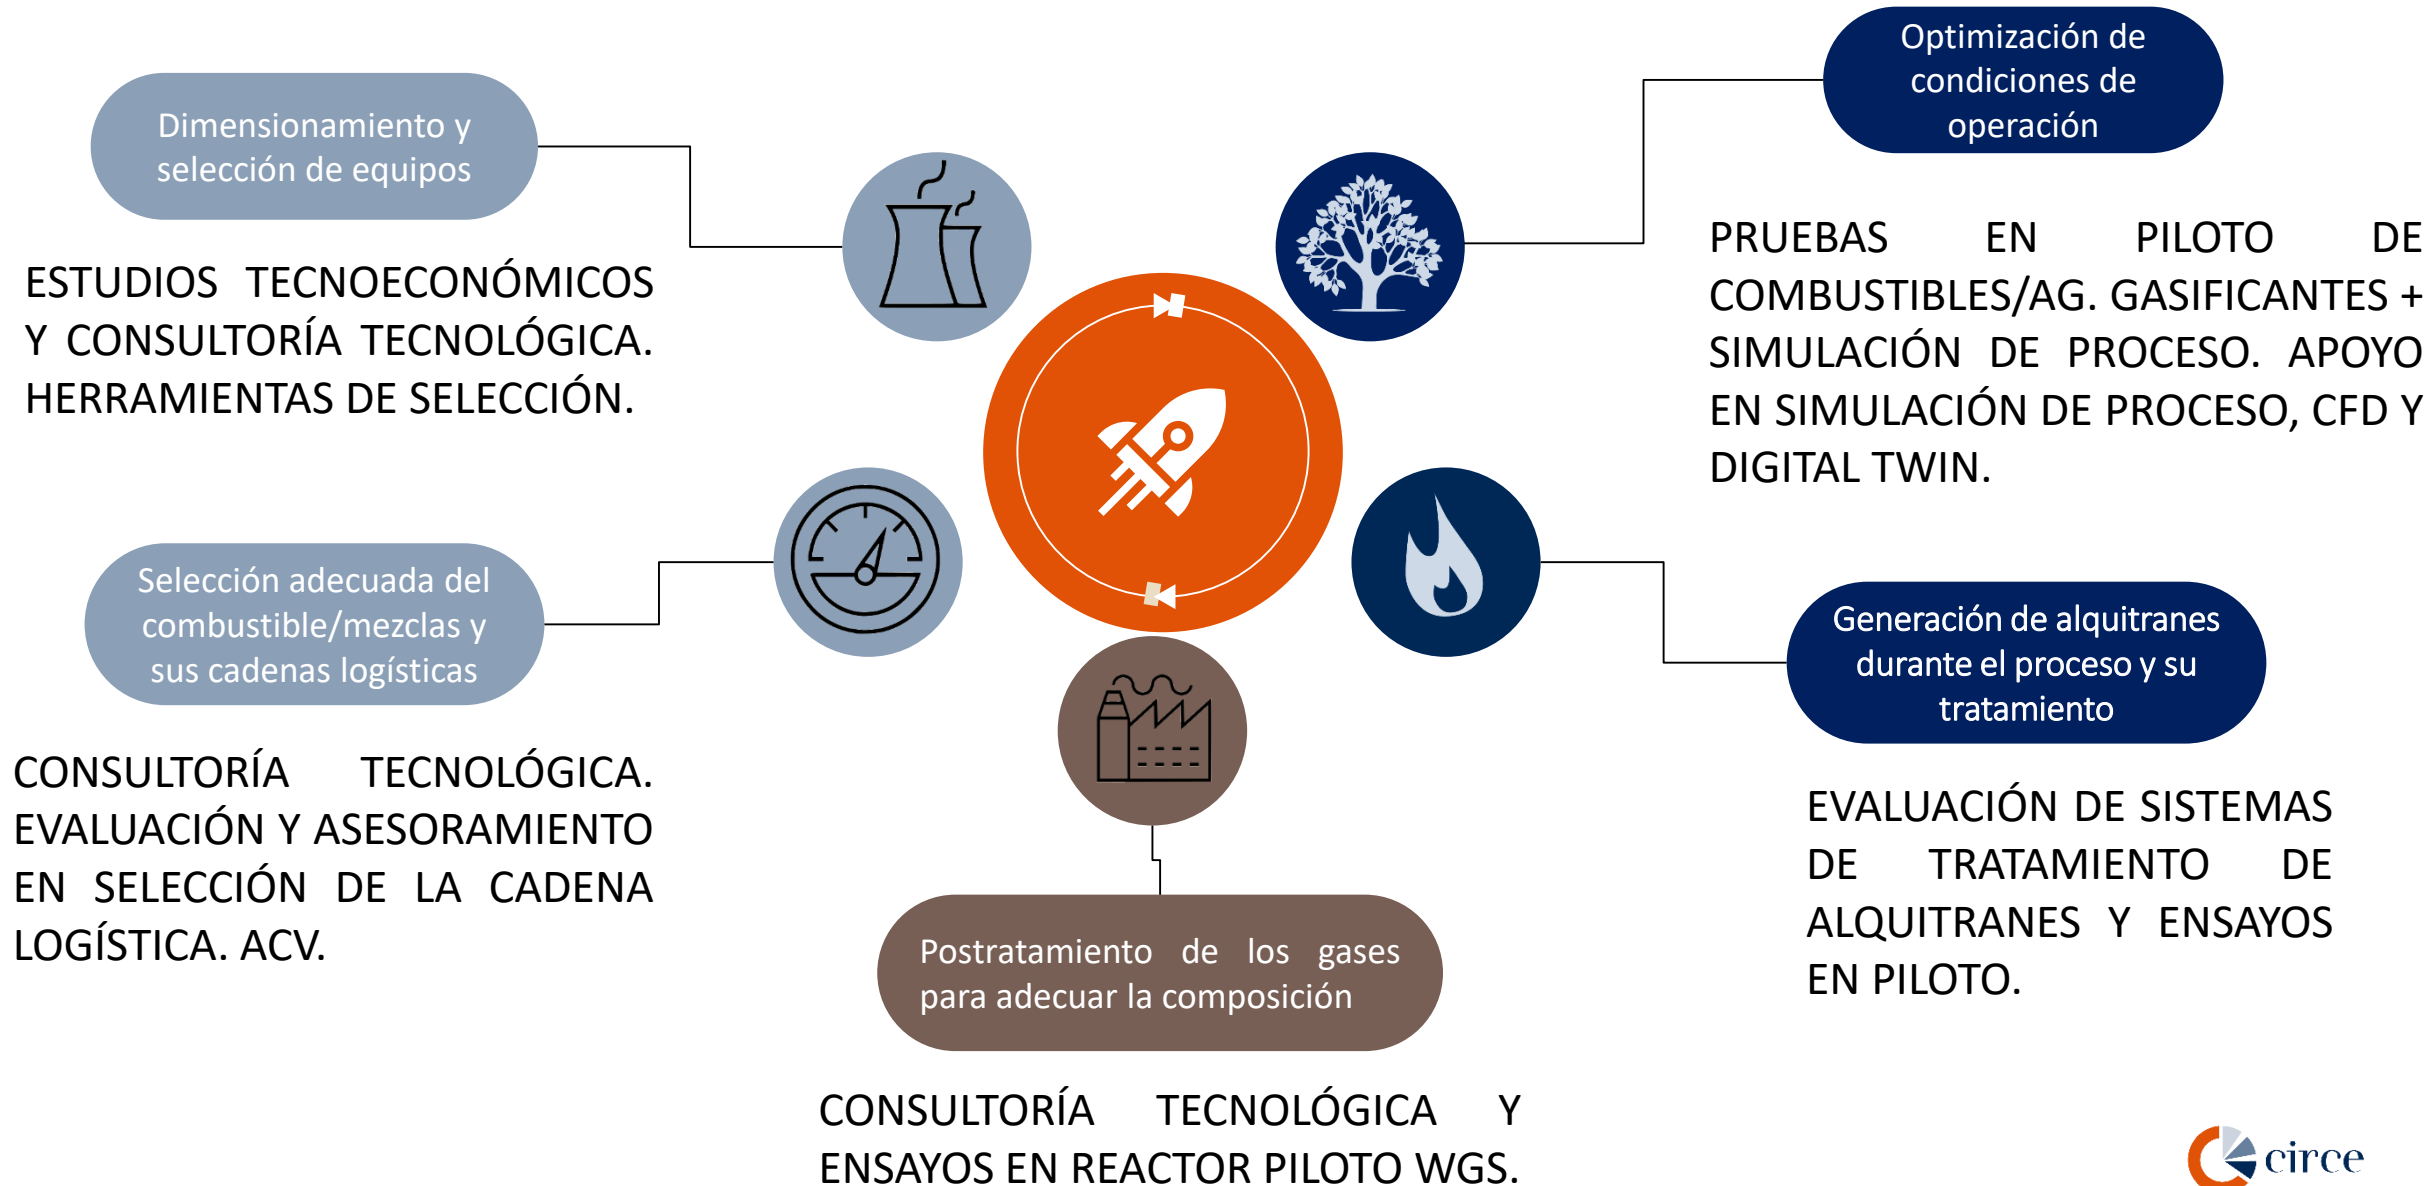 Dimensionamiento y
selección de equipos
ESTUDIOS TECNOECONÓMICOS
Y CONSULTORÍA TECNOLÓGICA.
HERRAMIENTAS DE SELECCIÓN.
Selección adecuada del
combustible/mezclas y
sus cadenas logísticas
CONSULTORÍA TECNOLÓGICA.
EVALUACIÓN Y ASESORAMIENTO
EN SELECCIÓN DE LA CADENA
LOGÍSTICA. ACV.
Postratamiento de los gases
para adecuar la composición
CONSULTORÍA TECNOLÓGICA Y
ENSAYOS EN REACTOR PILOTO WGS.
Optimización de
condiciones de
operación
PRUEBAS EN PILOTO DE
COMBUSTIBLES/AG. GASIFICANTES +
SIMULACIÓN DE PROCESO. APOYO
EN SIMULACIÓN DE PROCESO, CFD Y
DIGITAL TWIN.
Generación de alquitranes
durante el proceso y su
tratamiento
EVALUACIÓN DE SISTEMAS
DE TRATAMIENTO DE
ALQUITRANES Y ENSAYOS
EN PILOTO.
circe